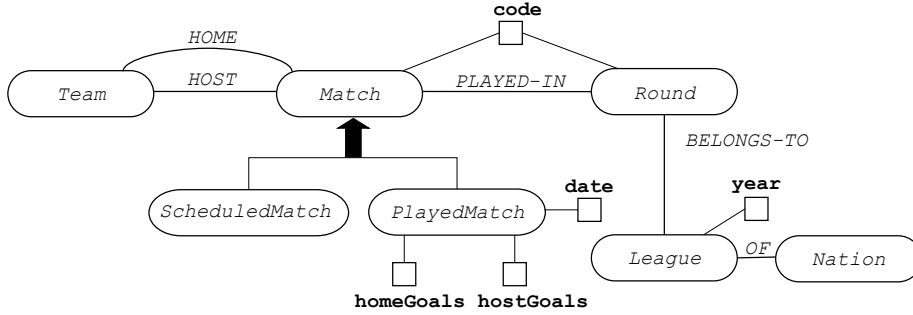 code
HOME
HOST
PLAYED-IN
Team
Match
Round
BELONGS-TO
date
year
ScheduledMatch
PlayedMatch
League
OF
Nation
homeGoals
hostGoals